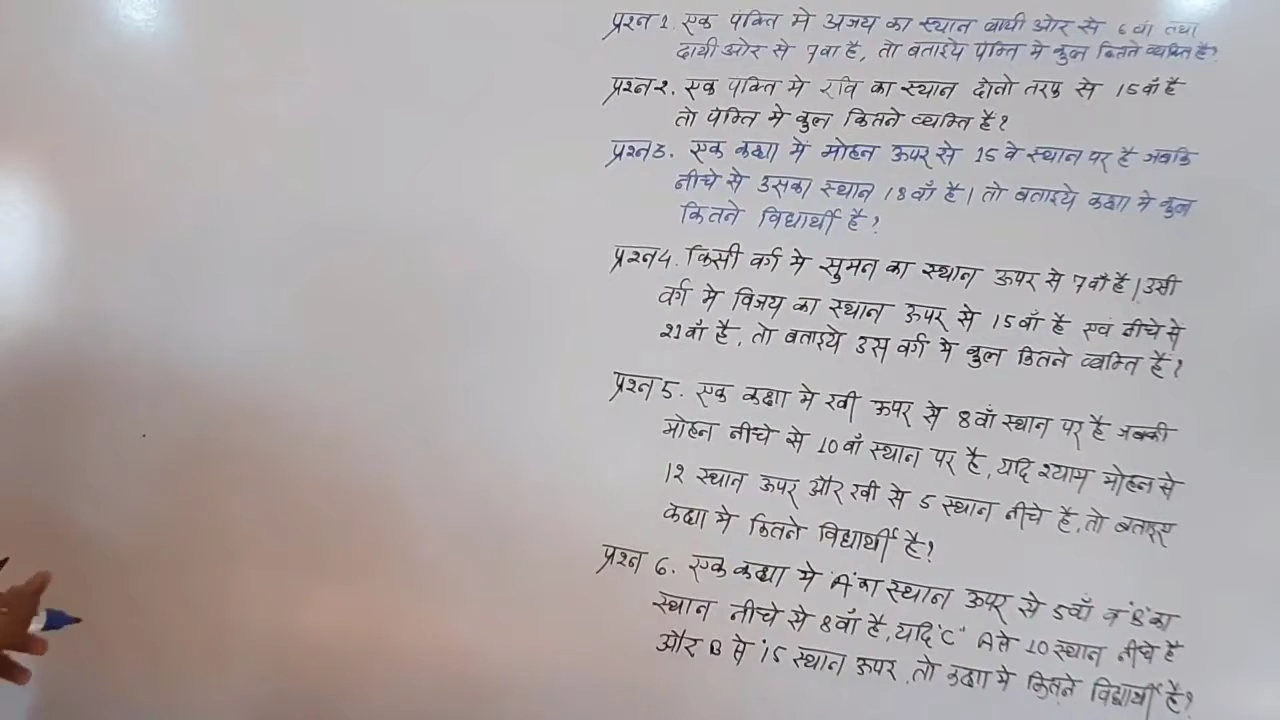 प्रश्न 1. एक पंक्ति मे अजय का स्थान बायी ओर से 6 वां तथा
दायी ओर से 7वा है, तो बताइये पंक्ति मे कुल कितने व्यक्ति है?
प्रश्न 2. एक पंक्ति मे रवि का स्थान दोनो तरफ से 15वाँ है
तो पंक्ति मे कुल कितने व्यक्ति है?
प्रश्न 3. एक कक्षा में मोहन ऊपर से 15 वे स्थान पर है जबकि
नीचे से उसका स्थान 18वाँ है। तो बताइये कक्षा मे कुल
कितने विद्यार्थी है?
प्रश्न 4. किसी वर्ग मे सुमन का स्थान ऊपर से 7वाँ है। उसी
वर्ग मे विजय का स्थान ऊपर से 15वाँ है एवं नीचे से
21वाँ है, तो बताइये उस वर्ग मे कुल कितने व्यक्ति है?
प्रश्न 5. एक कक्षा मे रवी ऊपर से 8वाँ स्थान पर है जबकी
मोहन नीचे से 10वाँ स्थान पर है, यदि श्याम मोहन से
12 स्थान ऊपर और रवी से 5 स्थान नीचे है, तो बताइए
कक्षा मे कितने विद्यार्थी है?
प्रश्न 6. एक कक्षा मे "A" का स्थान ऊपर से 5वाँ व "B" का
स्थान नीचे से 8वाँ है, यदि "C" A से 10 स्थान नीचे है
और B से 15 स्थान ऊपर, तो कक्षा मे कितने विद्यार्थी है?